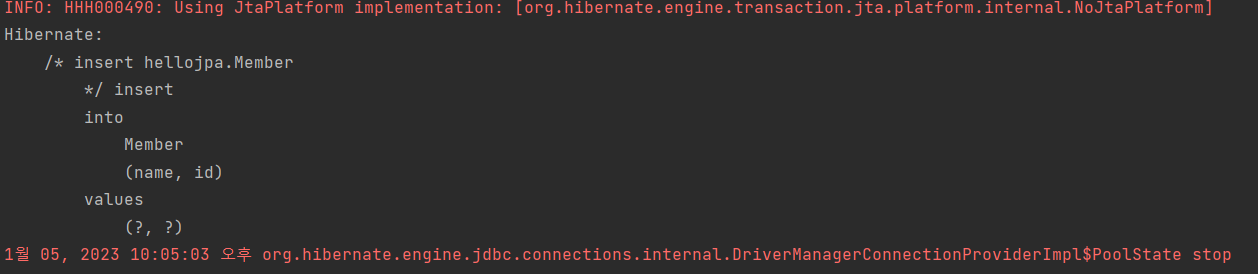 INFO: HHH000490: Using JtaPlatform implementation: [org.hibernate.engine.transaction.jta.platform.internal.NoJtaPlatform]
Hibernate:
    /* insert hellojpa.Member
        */ insert
        into
            Member
            (name, id)
        values
            (?, ?)
1월 05, 2023 10:05:03 오후 org.hibernate.engine.jdbc.connections.internal.DriverManagerConnectionProviderImpl$PoolState stop